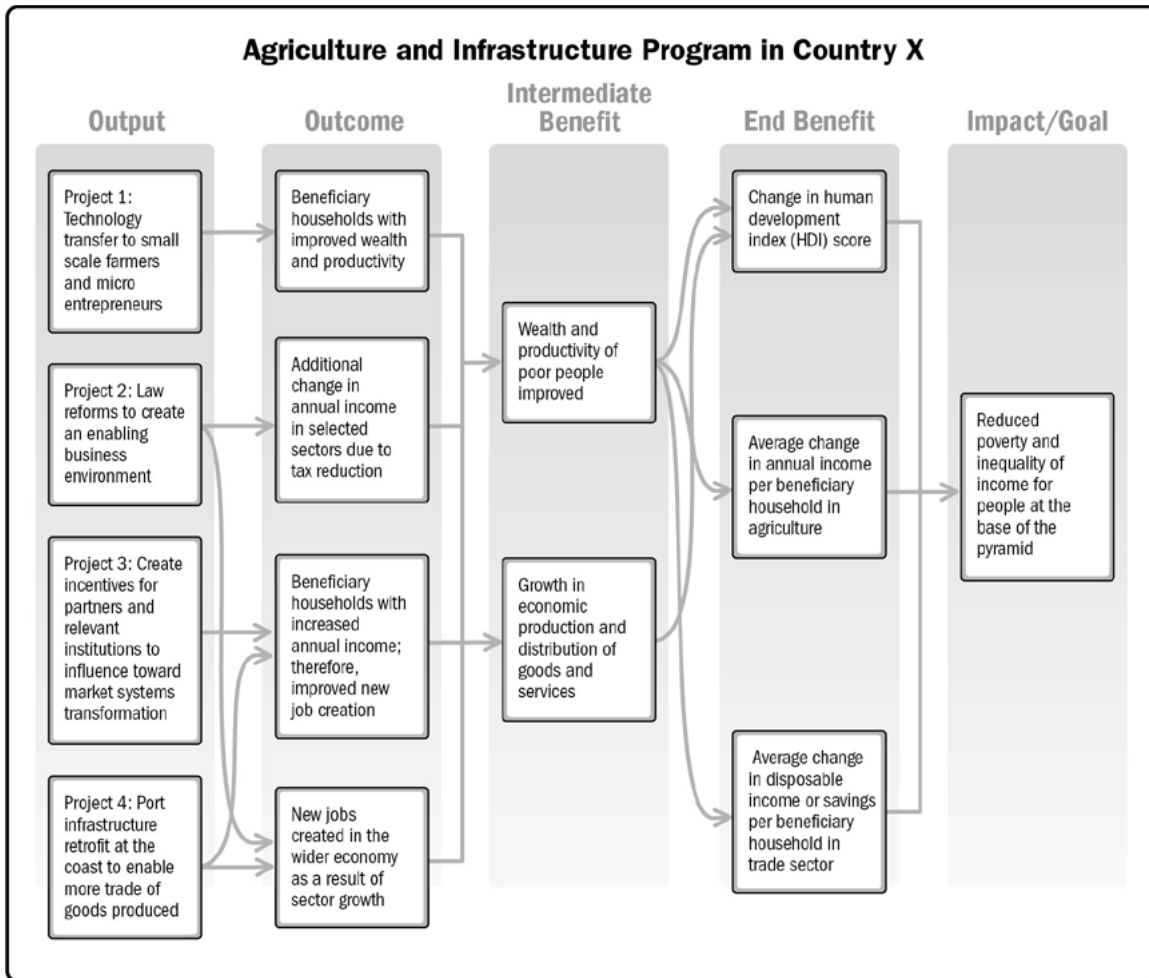 Agriculture and Infrastructure Program in Country X
Output
Outcome
Intermediate
Benefit
End Benefit
Impact/Goal
Project 1:
Technology
transfer to small
scale farmers
and micro
entrepreneurs
Project 2: Law
reforms to create
an enabling
business
environment
Project 3: Create
incentives for
partners and
relevant
institutions to
influence toward
market systems
transformation
Project 4: Port
infrastructure
retrofit at the
coast to enable
more trade of
goods produced
Beneficiary
households with
improved wealth
and productivity
Additional
change in
annual income
in selected
sectors due to
tax reduction
Beneficiary
households with
increased
annual income;
therefore,
improved new
job creation
New jobs
created in the
wider economy
as a result of
sector growth
Wealth and
productivity of
poor people
improved
Growth in
economic
production and
distribution of
goods and
services
Change in human
development
index (HDI) score
Average change
in annual income
per beneficiary
household in
agriculture
Average change
in disposable
income or savings
per beneficiary
household in
trade sector
Reduced
poverty and
inequality of
income for
people at the
base of the
pyramid